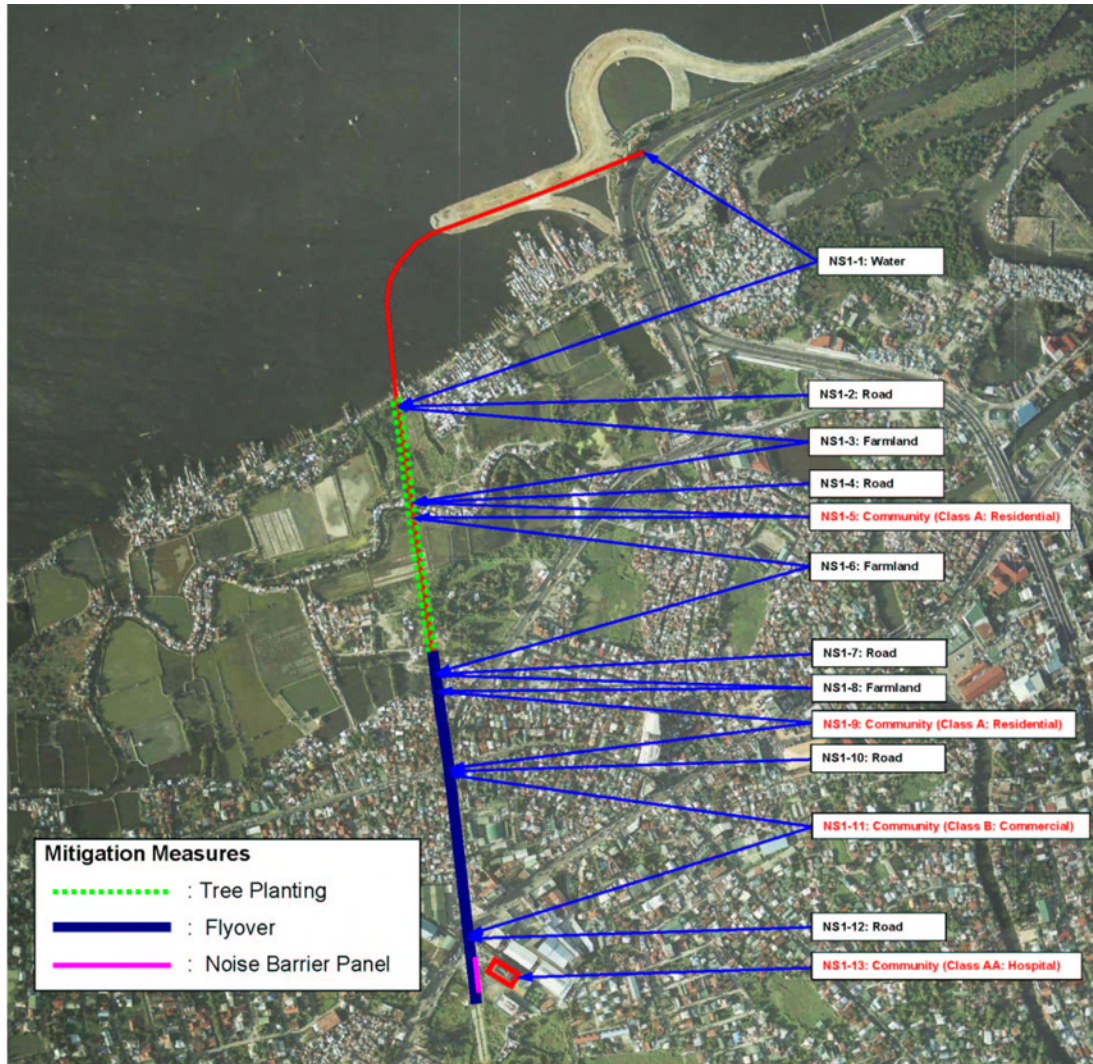 NS1-1: Water
NS1-2: Road
NS1-3: Farmland
NS1-4: Road
NS1-5: Community (Class A: Residential)
NS1-6: Farmland
NS1-7: Road
NS1-8: Farmland
NS1-9: Community (Class A: Residential)
NS1-10: Road
NS1-11: Community (Class B: Commercial)
NS1-12: Road
NS1-13: Community (Class AA: Hospital)
Mitigation Measures
: Tree Planting
: Flyover
: Noise Barrier Panel